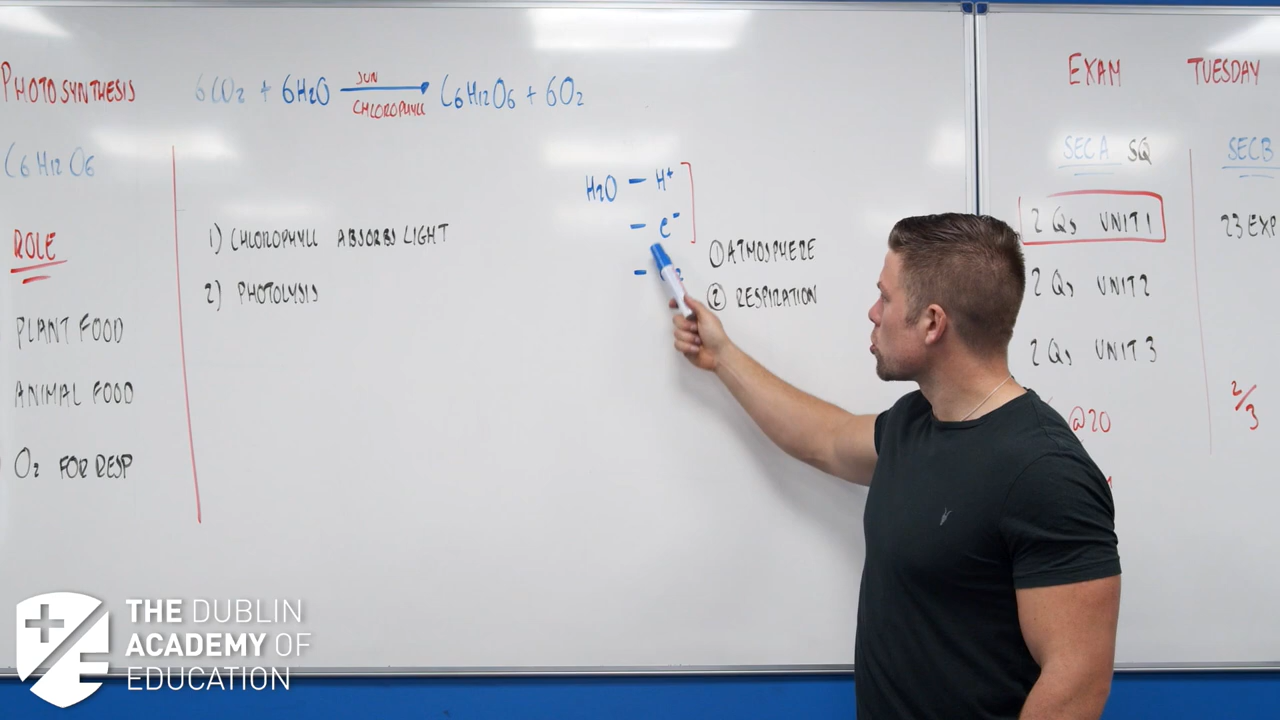 PHOTOSYNTHESIS
6CO2 + 6H2O SUN CHLOROPHYLL C6H12O6 + 6O2
C6H12O6
ROLE
PLANT FOOD
ANIMAL FOOD
O2 FOR RESP
1) CHLOROPHYLL ABSORBS LIGHT
2) PHOTOLYSIS
H2O - H+
- e-
- 2
① ATMOSPHERE
② RESPIRATION
EXAM
SEC A SQ
2 Qs UNIT 1
2 Qs UNIT 2
2 Qs UNIT 3
@20
TUESDAY
SEC B
23 EXP
2/3
THE DUBLIN
ACADEMY OF
EDUCATION